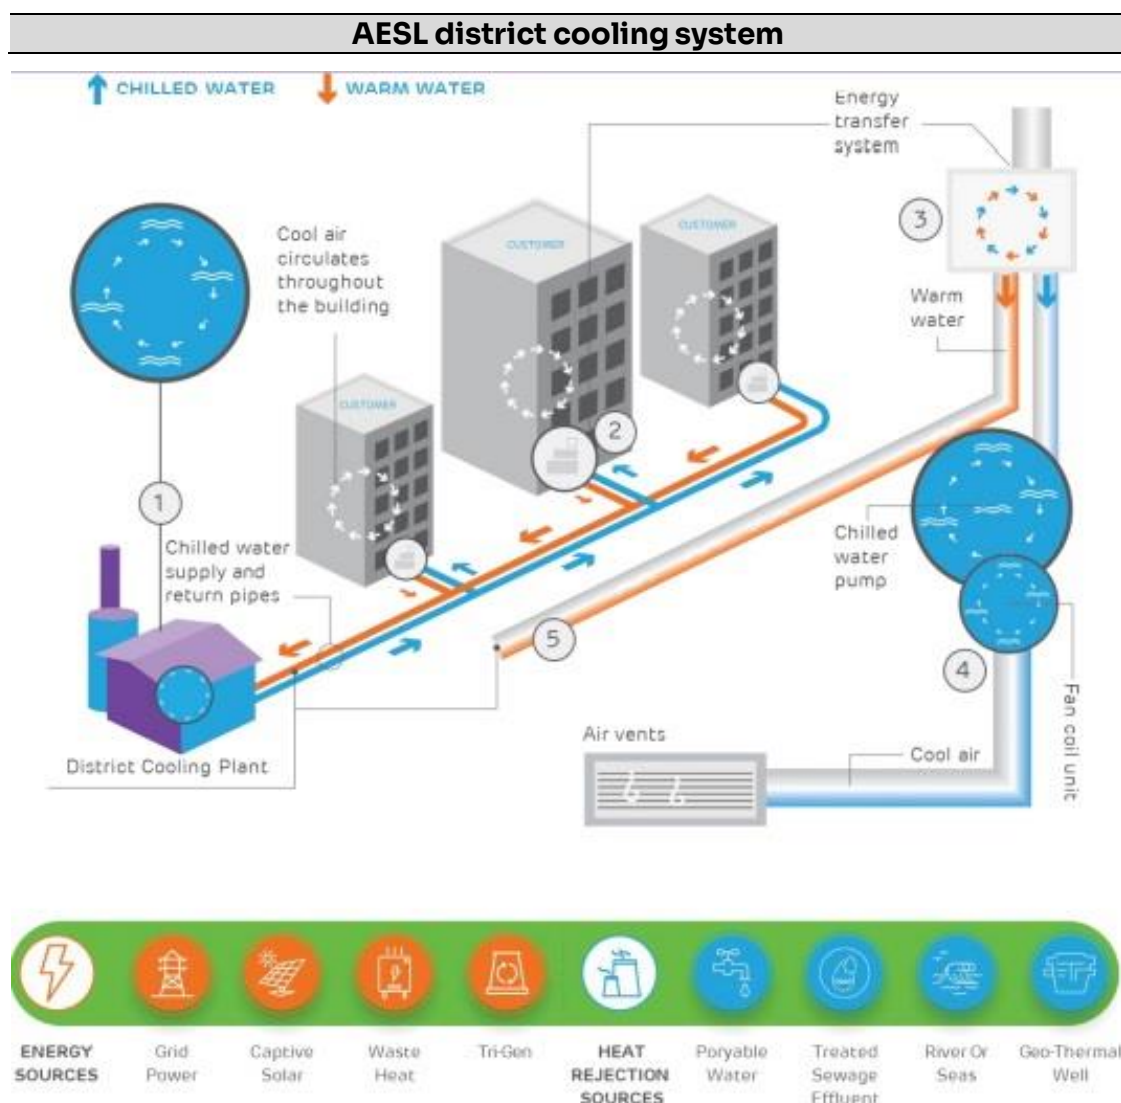 AESL district cooling system
CHILLED WATER
WARM WATER
Energy
transfer
system
3
CUSTOMER
CUSTOMER
CUSTOMER
Cool air
circulates
throughout
the building
Warm
water
2
1
Chilled water
supply and
return pipes
Chilled
water
pump
5
4
Fan coil unit
District Cooling Plant
Air vents
Cool air
ENERGY
SOURCES
Grid
Power
Captive
Solar
Waste
Heat
Tri-Gen
HEAT
REJECTION
SOURCES
Poryable
Water
Treated
Sewage
Effluent
River Or
Seas
Geo-Thermal
Well